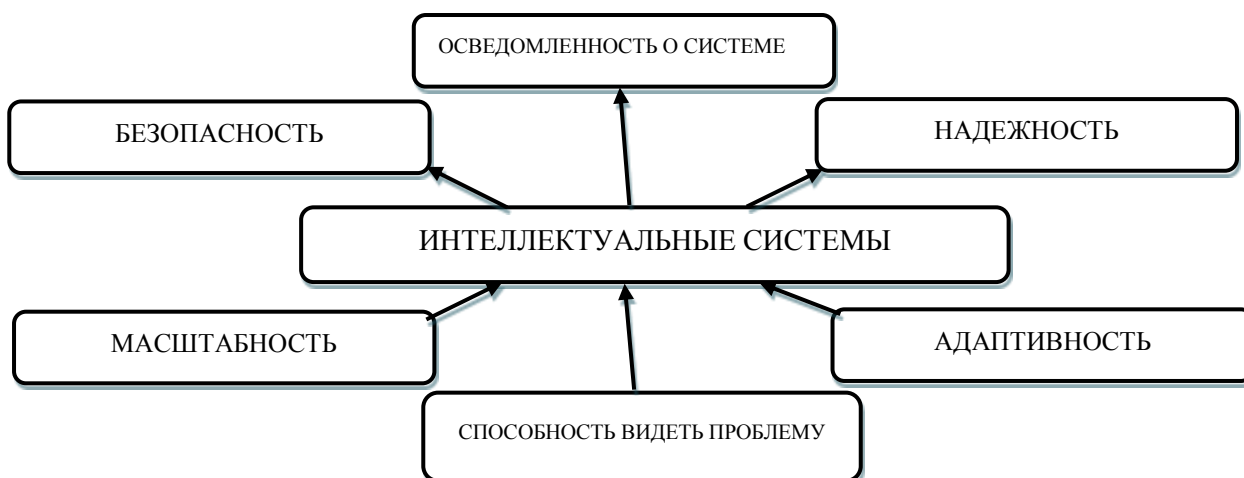 ОСВЕДОМЛЕННОСТЬ О СИСТЕМЕ
БЕЗОПАСНОСТЬ
НАДЕЖНОСТЬ
ИНТЕЛЛЕКТУАЛЬНЫЕ СИСТЕМЫ
МАСШТАБНОСТЬ
АДАПТИВНОСТЬ
СПОСОБНОСТЬ ВИДЕТЬ ПРОБЛЕМУ